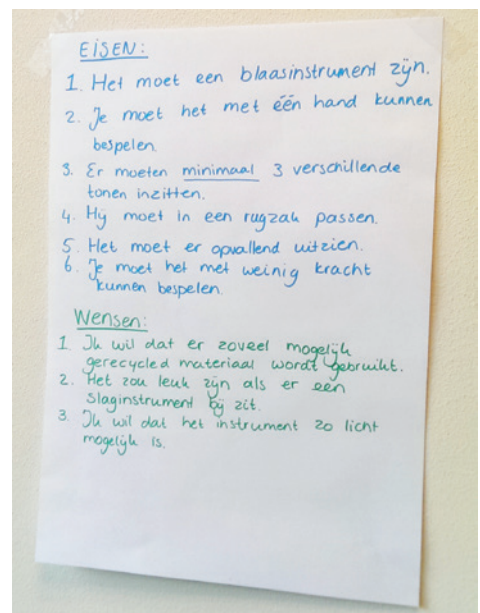 EISEN:
1. Het moet een blaasinstrument zijn.
2. Je moet het met één hand kunnen
bespelen.
3. Er moeten minimaal 3 verschillende
tonen inzitten.
4. Hij moet in een rugzak passen.
5. Het moet er opvallend uitzien.
6. Je moet het met weinig kracht
kunnen bespelen.
Wensen:
1. Ik wil dat er zoveel mogelijk
gerecycled materiaal wordt gebruikt.
2. Het zou leuk zijn als er een
slaginstrument bij zit.
3. Ik wil dat het instrument zo licht
mogelijk is.